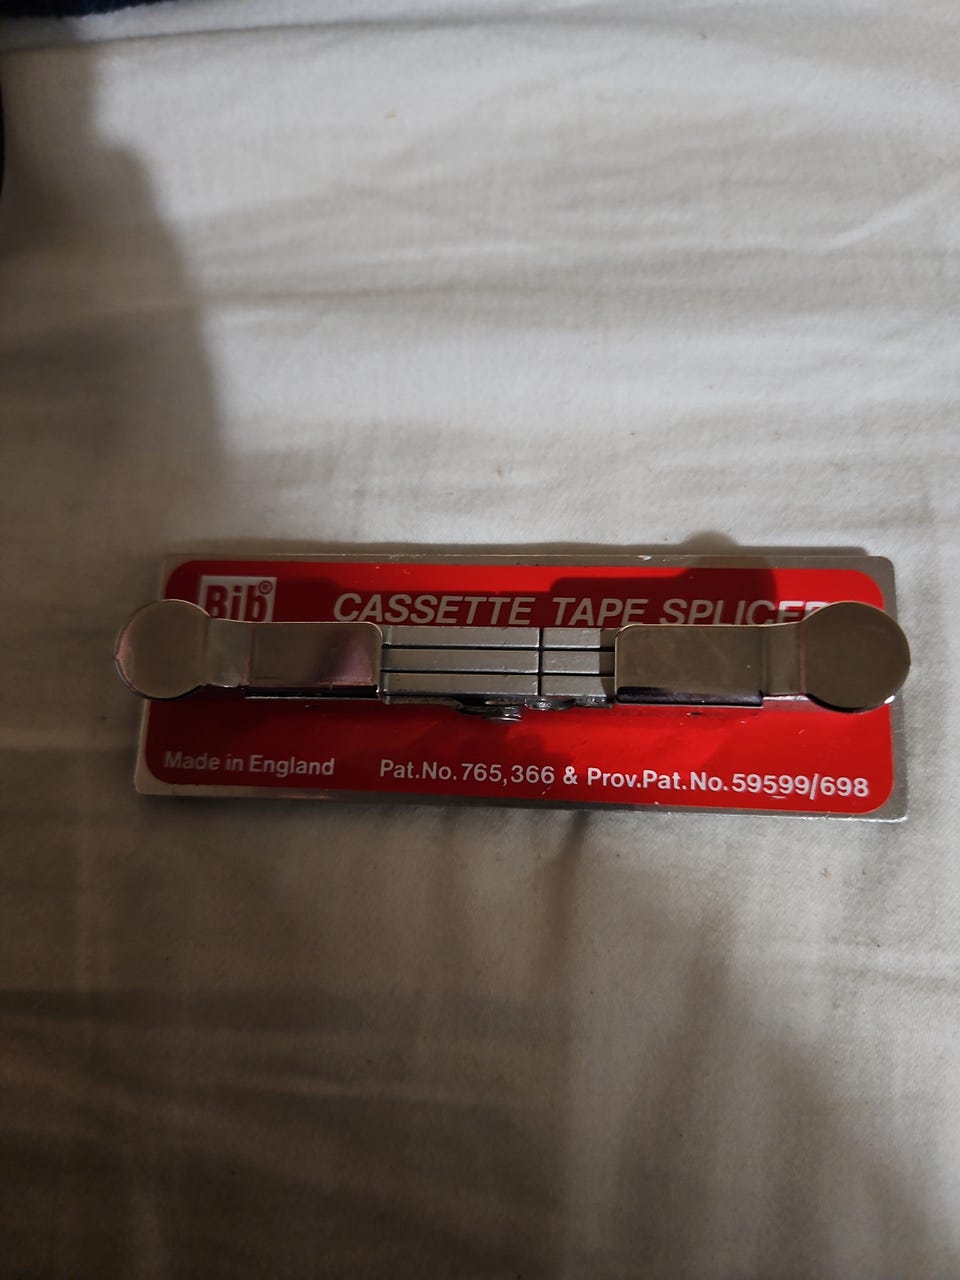 Bib®
CASSETTE TAPE SPLICER
Made in England
Pat.No.765,366 & Prov.Pat.No.59599/698